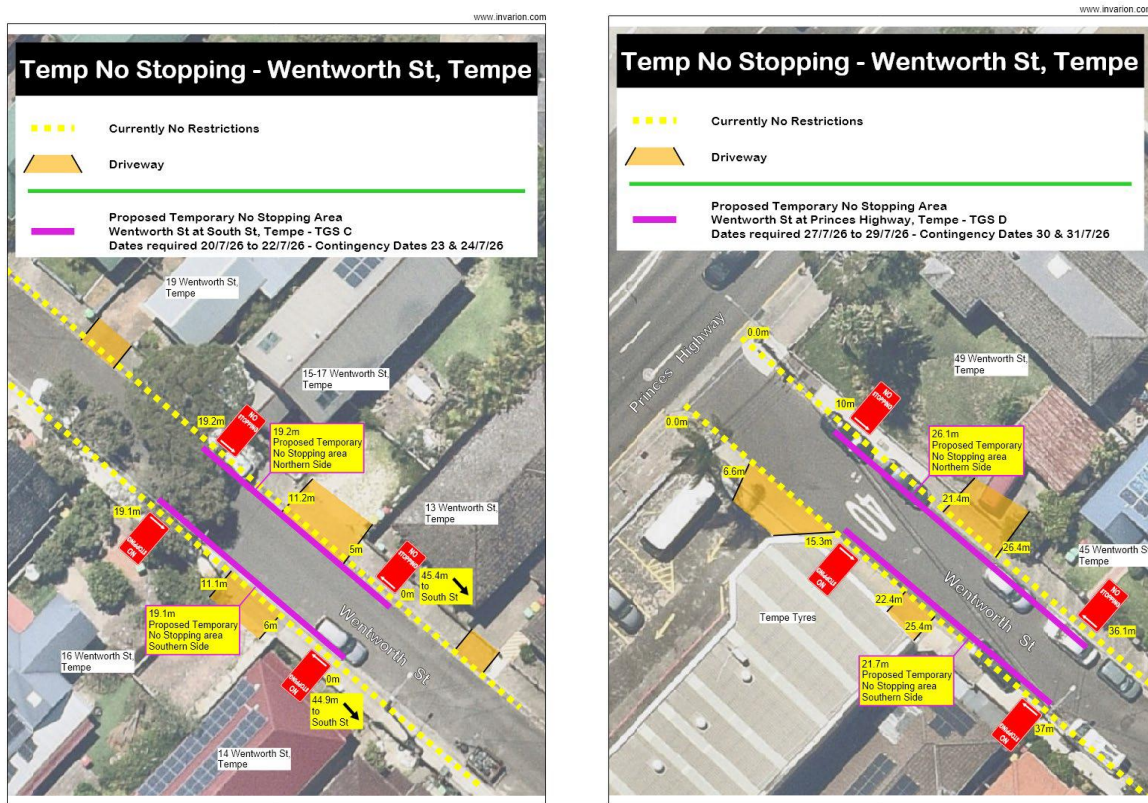 www.invarion.com
Temp No Stopping - Wentworth St, Tempe
Currently No Restrictions
Driveway
Proposed Temporary No Stopping Area
Wentworth St at South St, Tempe - TGS C
Dates required 20/7/26 to 22/7/26 - Contingency Dates 23 & 24/7/26
19 Wentworth St,
Tempe
15-17 Wentworth St,
Tempe
19.2m
NO
STOPPING
19.2m
Proposed Temporary
No Stopping area
Northern Side
11.2m
13 Wentworth St,
Tempe
19.1m
NO
STOPPING
5m
NO
STOPPING
45.4m
to
South St
0m
11.1m
19.1m
Proposed Temporary
No Stopping area
Southern Side
6m
Wentworth St
16 Wentworth St,
Tempe
NO
STOPPING
0m
44.9m
to
South St
14 Wentworth St,
Tempe
www.invarion.com
Temp No Stopping - Wentworth St, Tempe
Currently No Restrictions
Driveway
Proposed Temporary No Stopping Area
Wentworth St at Princes Highway, Tempe - TGS D
Dates required 27/7/26 to 29/7/26 - Contingency Dates 30 & 31/7/26
Princes Highway
0.0m
49 Wentworth St,
Tempe
10m
NO
STOPPING
0.0m
26.1m
Proposed Temporary
No Stopping area
Northern Side
6.6m
21.4m
40
15.3m
NO
STOPPING
26.4m
45 Wentworth St
Tempe
22.4m
Wentworth St
NO
STOPPING
Tempe Tyres
25.4m
36.1m
21.7m
Proposed Temporary
No Stopping area
Southern Side
NO
STOPPING
37m